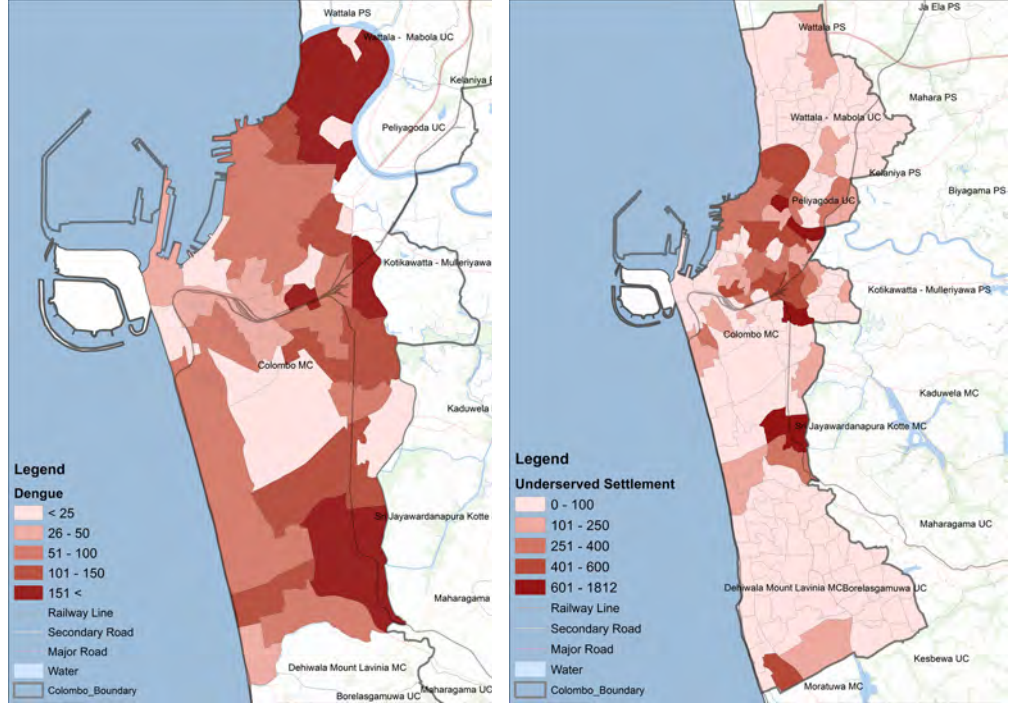 Wattala PS
Wattala - Mabola UC
Kelaniya
Peliyagoda UC
Kotikawatta - Mulleriyawa
Colombo MC
Kaduwela
Sri Jayawardanapura Kotte
Maharagama
Dehiwala Mount Lavinia MC
Maharagama UC
Borelasgamuwa UC
Legend
Dengue
< 25
26 - 50
51 - 100
101 - 150
151 <
Railway Line
Secondary Road
Major Road
Water
Colombo_Boundary
Ja Ela PS
Wattala PS
Mahara PS
Wattala - Mabola UC
Kelaniya PS
Biyagama PS
Peliyagoda UC
Kotikawatta - Mulleriyawa PS
Colombo MC
Kaduwela MC
Sri Jayawardanapura Kotte MC
Maharagama UC
Dehiwala Mount Lavinia MC
Borelasgamuwa UC
Kesbewa UC
Moratuwa MC
Legend
Underserved Settlement
0 - 100
101 - 250
251 - 400
401 - 600
601 - 1812
Railway Line
Secondary Road
Major Road
Water
Colombo_Boundary